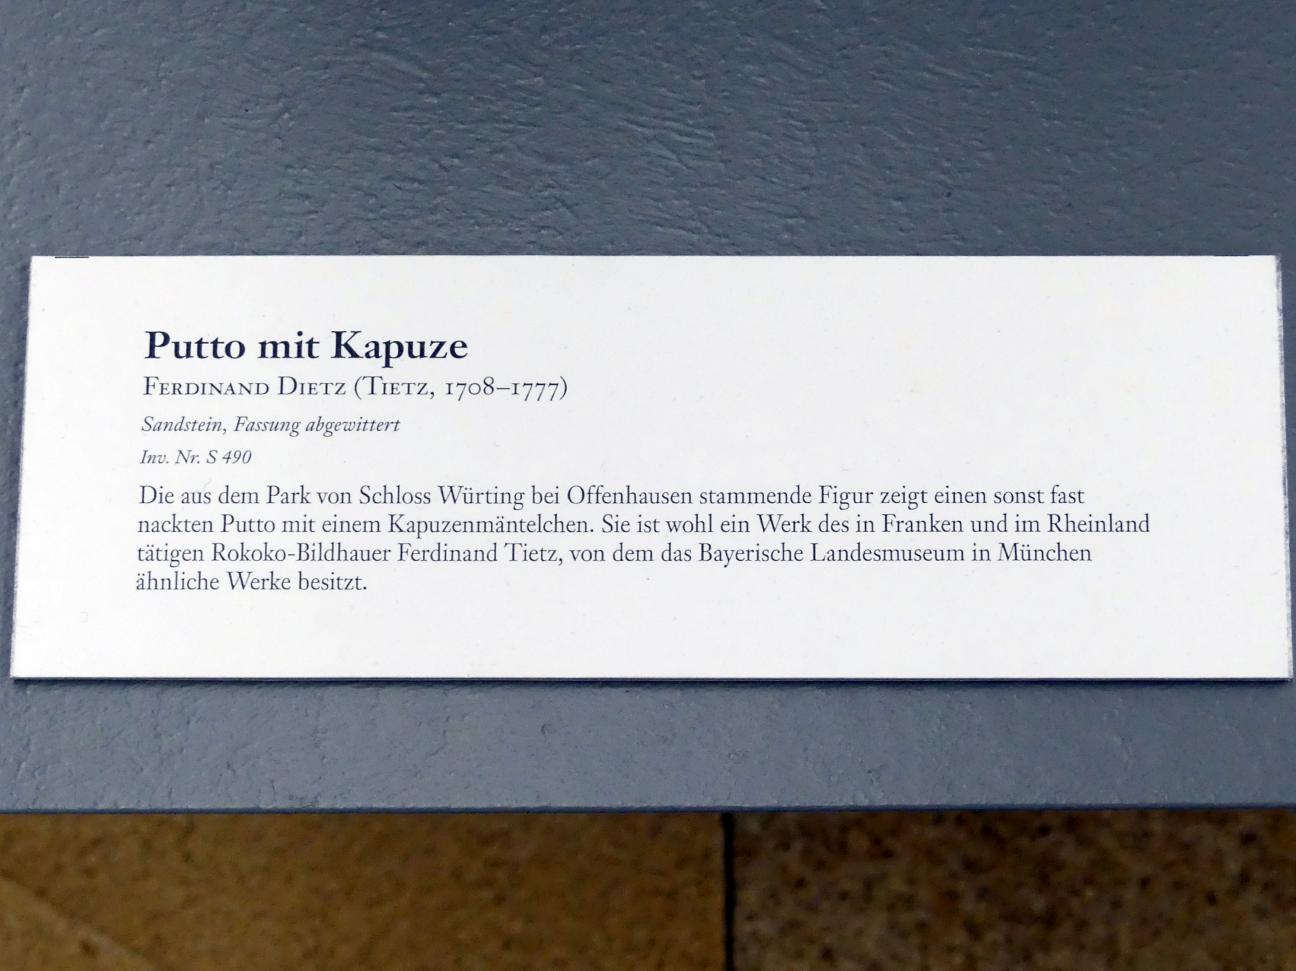 Putto mit Kapuze
Ferdinand Dietz (Tietz, 1708–1777)
Sandstein, Fassung abgewittert
Inv. Nr. S 490
Die aus dem Park von Schloss Würting bei Offenhausen stammende Figur zeigt einen sonst fast
nackten Putto mit einem Kapuzenmäntelchen. Sie ist wohl ein Werk des in Franken und im Rheinland
tätigen Rokoko-Bildhauer Ferdinand Tietz, von dem das Bayerische Landesmuseum in München
ähnliche Werke besitzt.